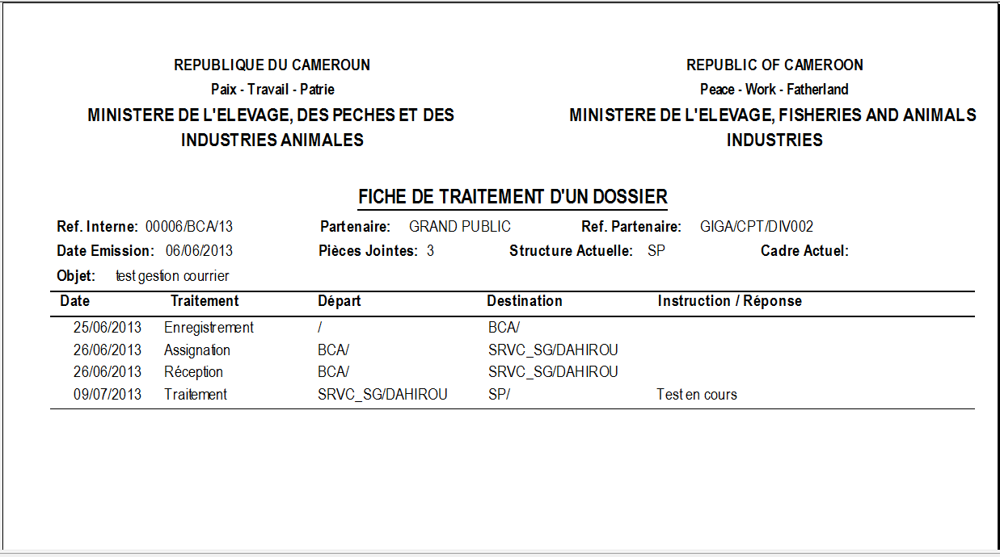 REPUBLIQUE DU CAMEROUN
Paix - Travail - Patrie
MINISTERE DE L'ELEVAGE, DES PECHES ET DES
INDUSTRIES ANIMALES
REPUBLIC OF CAMEROON
Peace - Work - Fatherland
MINISTERE DE L'ELEVAGE, FISHERIES AND ANIMALS
INDUSTRIES
FICHE DE TRAITEMENT D'UN DOSSIER
Ref. Interne: 00006/BCA/13 Partenaire: GRAND PUBLIC Ref. Partenaire: GIGA/CPT/DIV002
Date Emission: 06/06/2013 Pièces Jointes: 3 Structure Actuelle: SP Cadre Actuel:
Objet: test gestion courrier
Date Traitement Départ Destination Instruction / Réponse
25/06/2013 Enregistrement / BCA/
26/06/2013 Assignation BCA/ SRVC_SG/DAHIROU
26/06/2013 Réception BCA/ SRVC_SG/DAHIROU
09/07/2013 Traitement SRVC_SG/DAHIROU SP/ Test en cours